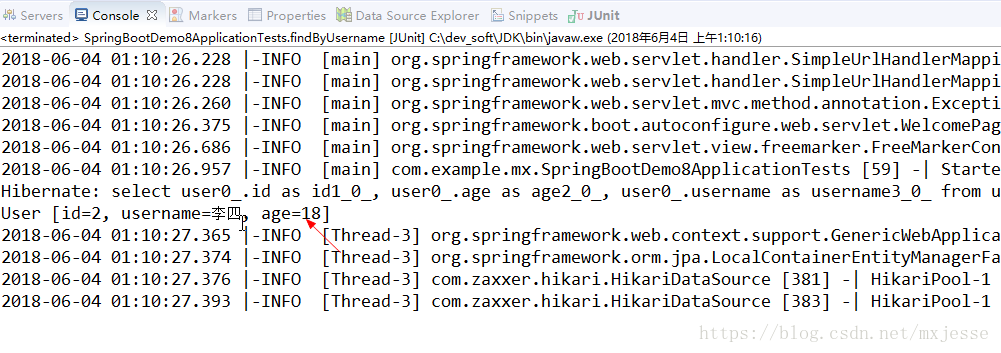 Servers Console Markers Properties Data Source Explorer Snippets JUnit
<terminated> SpringBootDemo8ApplicationTests.findByUsername [JUnit] C:\dev_soft\JDK\bin\javaw.exe (2018年6月4日 上午1:10:16)
2018-06-04 01:10:26.228 |-INFO [main] org.springframework.web.servlet.handler.SimpleUrlHandlerMappi
2018-06-04 01:10:26.228 |-INFO [main] org.springframework.web.servlet.handler.SimpleUrlHandlerMappi
2018-06-04 01:10:26.260 |-INFO [main] org.springframework.web.servlet.mvc.method.annotation.Excepti
2018-06-04 01:10:26.375 |-INFO [main] org.springframework.boot.autoconfigure.web.servlet.WelcomePag
2018-06-04 01:10:26.686 |-INFO [main] org.springframework.web.servlet.view.freemarker.FreeMarkerCon
2018-06-04 01:10:26.957 |-INFO [main] com.example.mx.SpringBootDemo8ApplicationTests [59] -| Starte
Hibernate: select user0_.id as id1_0_, user0_.age as age2_0_, user0_.username as username3_0_ from u
User [id=2, username=李四, age=18]
2018-06-04 01:10:27.365 |-INFO [Thread-3] org.springframework.web.context.support.GenericWebApplica
2018-06-04 01:10:27.374 |-INFO [Thread-3] org.springframework.orm.jpa.LocalContainerEntityManagerFa
2018-06-04 01:10:27.376 |-INFO [Thread-3] com.zaxxer.hikari.HikariDataSource [381] -| HikariPool-1
2018-06-04 01:10:27.393 |-INFO [Thread-3] com.zaxxer.hikari.HikariDataSource [383] -| HikariPool-1
https://blog.csdn.net/mxjesse